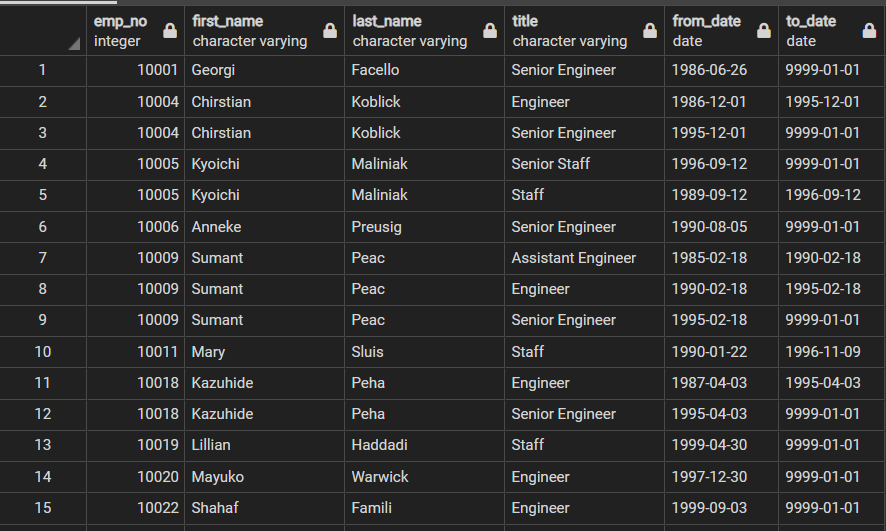 emp_no first_name last_name title from_date to_date
integer character varying character varying character varying date date
1 10001 Georgi Facello Senior Engineer 1986-06-26 9999-01-01
2 10004 Chirstian Koblick Engineer 1986-12-01 1995-12-01
3 10004 Chirstian Koblick Senior Engineer 1995-12-01 9999-01-01
4 10005 Kyoichi Maliniak Senior Staff 1996-09-12 9999-01-01
5 10005 Kyoichi Maliniak Staff 1989-09-12 1996-09-12
6 10006 Anneke Preusig Senior Engineer 1990-08-05 9999-01-01
7 10009 Sumant Peac Assistant Engineer 1985-02-18 1990-02-18
8 10009 Sumant Peac Engineer 1990-02-18 1995-02-18
9 10009 Sumant Peac Senior Engineer 1995-02-18 9999-01-01
10 10011 Mary Sluis Staff 1990-01-22 1996-11-09
11 10018 Kazuhide Peha Engineer 1987-04-03 1995-04-03
12 10018 Kazuhide Peha Senior Engineer 1995-04-03 9999-01-01
13 10019 Lillian Haddadi Staff 1999-04-30 9999-01-01
14 10020 Mayuko Warwick Engineer 1997-12-30 9999-01-01
15 10022 Shahaf Famili Engineer 1999-09-03 9999-01-01